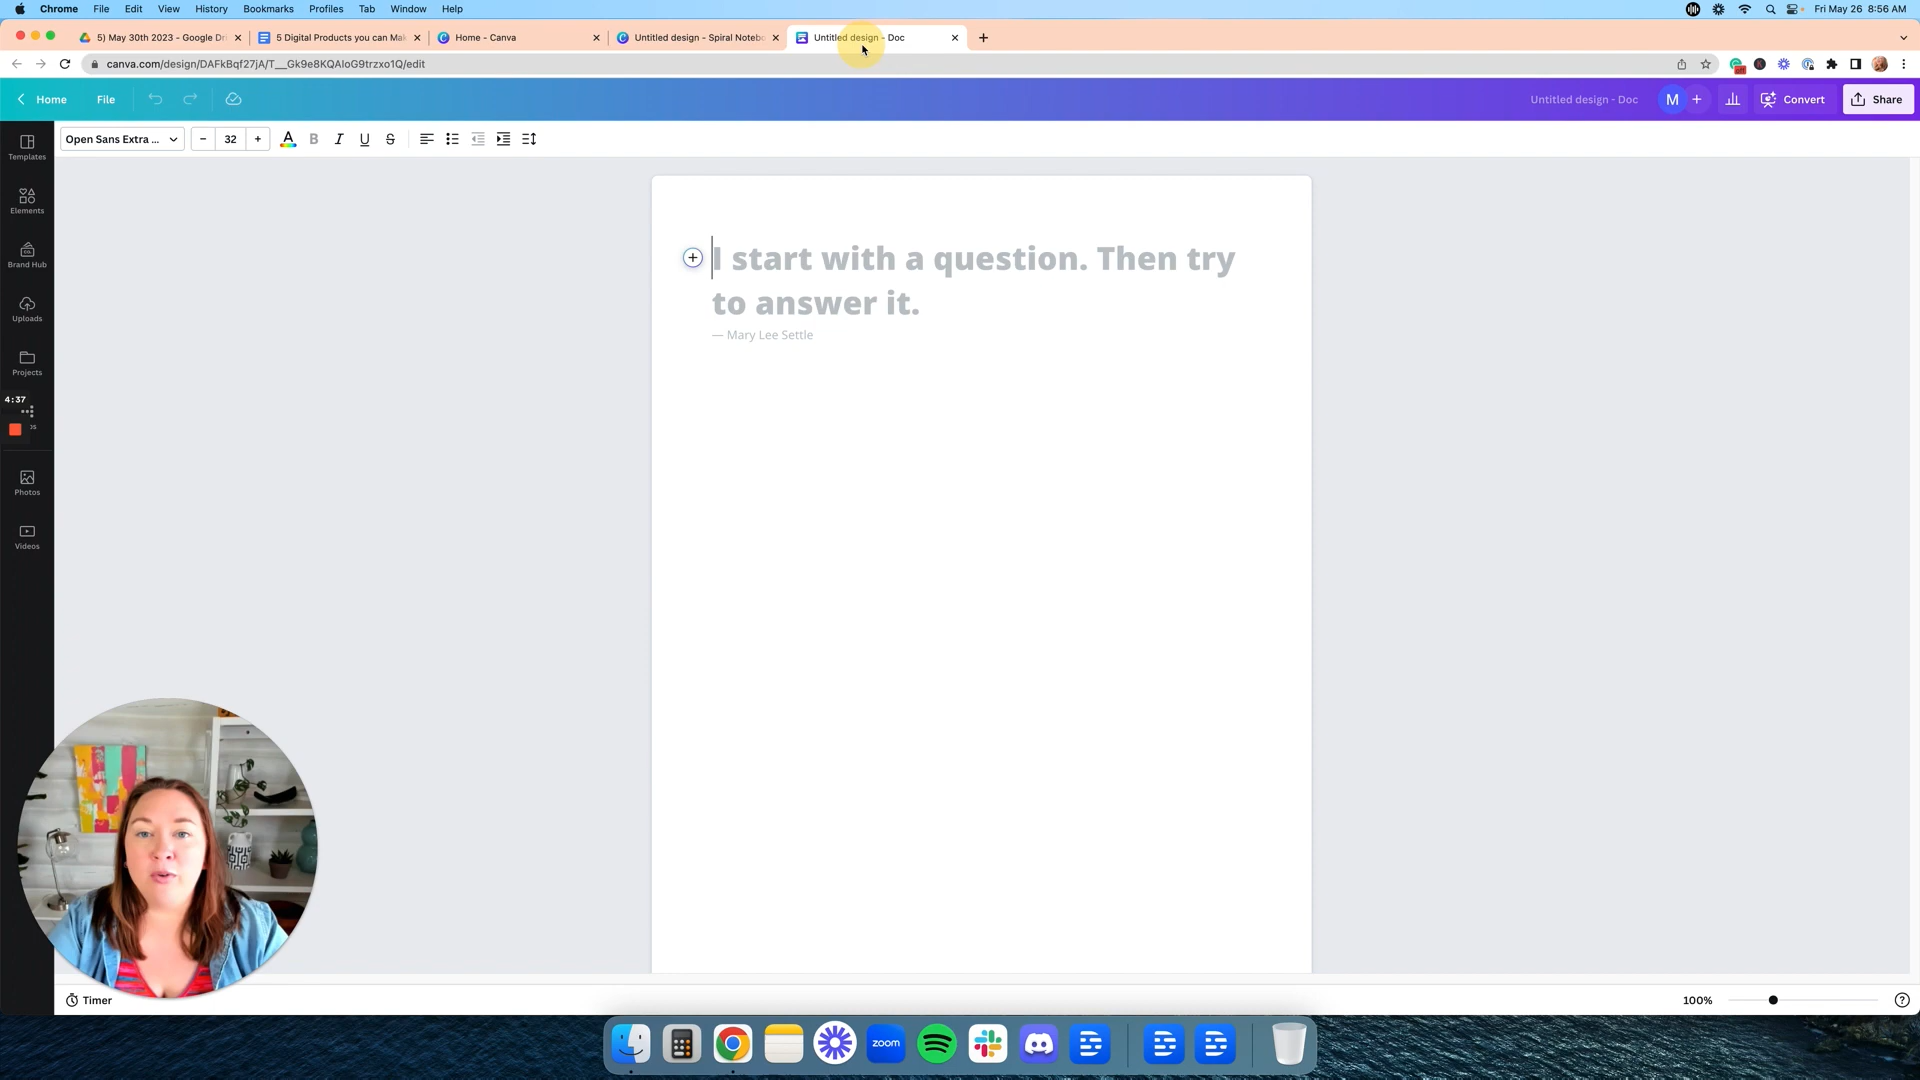 Chrome File Edit View History Bookmarks Profiles Tab Window Help Fri May 26 8:56 AM
5) May 30th 2023 - Google Dri 5 Digital Products you can Mak Home - Canva Untitled design - Spiral Notebo Untitled design - Doc
canva.com/design/DAFkBqf27jA/T__Gk9e8KQAIoG9trzxo1Q/edit
Home File Untitled design - Doc M Convert Share
Open Sans Extra ... 32 A B I U S
Templates
Elements
Brand Hub
Uploads
Projects
4:37
Photos
Videos
I start with a question. Then try
to answer it.
— Mary Lee Settle
Timer 100%
zoom